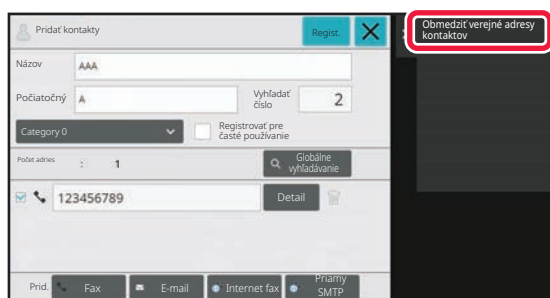 Pridať kontakty
Regist.
Obmedziť verejné adresy
kontaktov
Názov
AAA
Počiatočný
A
Vyhľadať
číslo
2
Category 0
Registrovať pre
časté používanie
Počet adries
:
1
Globálne
vyhľadávanie
123456789
Detail
Prid.
Fax
E-mail
Internet fax
Priamy
SMTP